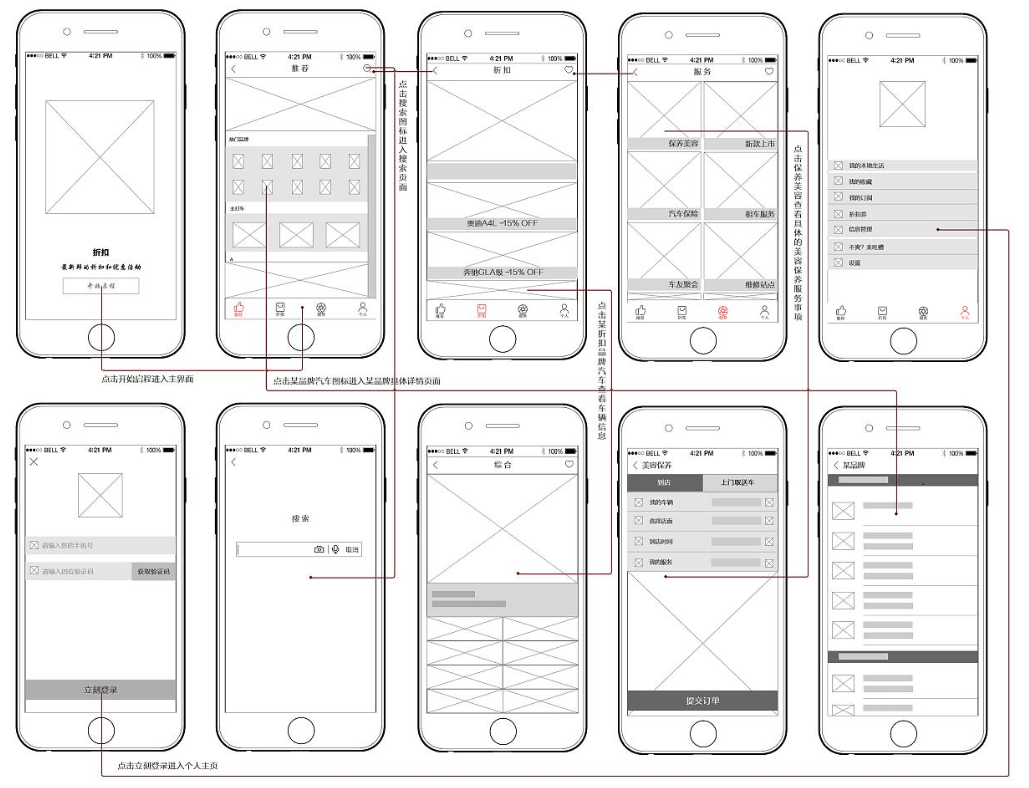 BELL 4:21 PM 100%
折扣
最新鲜的折扣和优惠活动
开始启程
BELL 4:21 PM 100%
推荐
热门品牌
主打车
A
推荐 折扣 服务 个人
BELL 4:21 PM 100%
折扣
奥迪A4L -15% OFF
奔驰GLA级 -15% OFF
推荐 折扣 服务 个人
BELL 4:21 PM 100%
服务
保养美容 新款上市
汽车保险 租车服务
车友聚会 维修站点
推荐 折扣 服务 个人
BELL 4:21 PM 100%
我的本地生活
我的收藏
我的订阅
折扣券
信息管理
不爽？来吐槽
设置
推荐 折扣 服务 个人
点击搜索图标进入搜索页面
点击保养美容查看具体的美容保养服务事项
点击某折扣品牌汽车查看车辆信息
点击开始启程进入主界面
点击某品牌汽车图标进入某品牌具体详情页面
BELL 4:21 PM 100%
请输入您的手机号
请输入四位验证码 获取验证码
立刻登录
BELL 4:21 PM 100%
搜索
取消
BELL 4:21 PM 100%
综合
BELL 4:21 PM 100%
美容保养
到店 上门取送车
我的车辆
选择店面
到店时间
我的服务
提交订单
BELL 4:21 PM 100%
某品牌
点击立刻登录进入个人主页